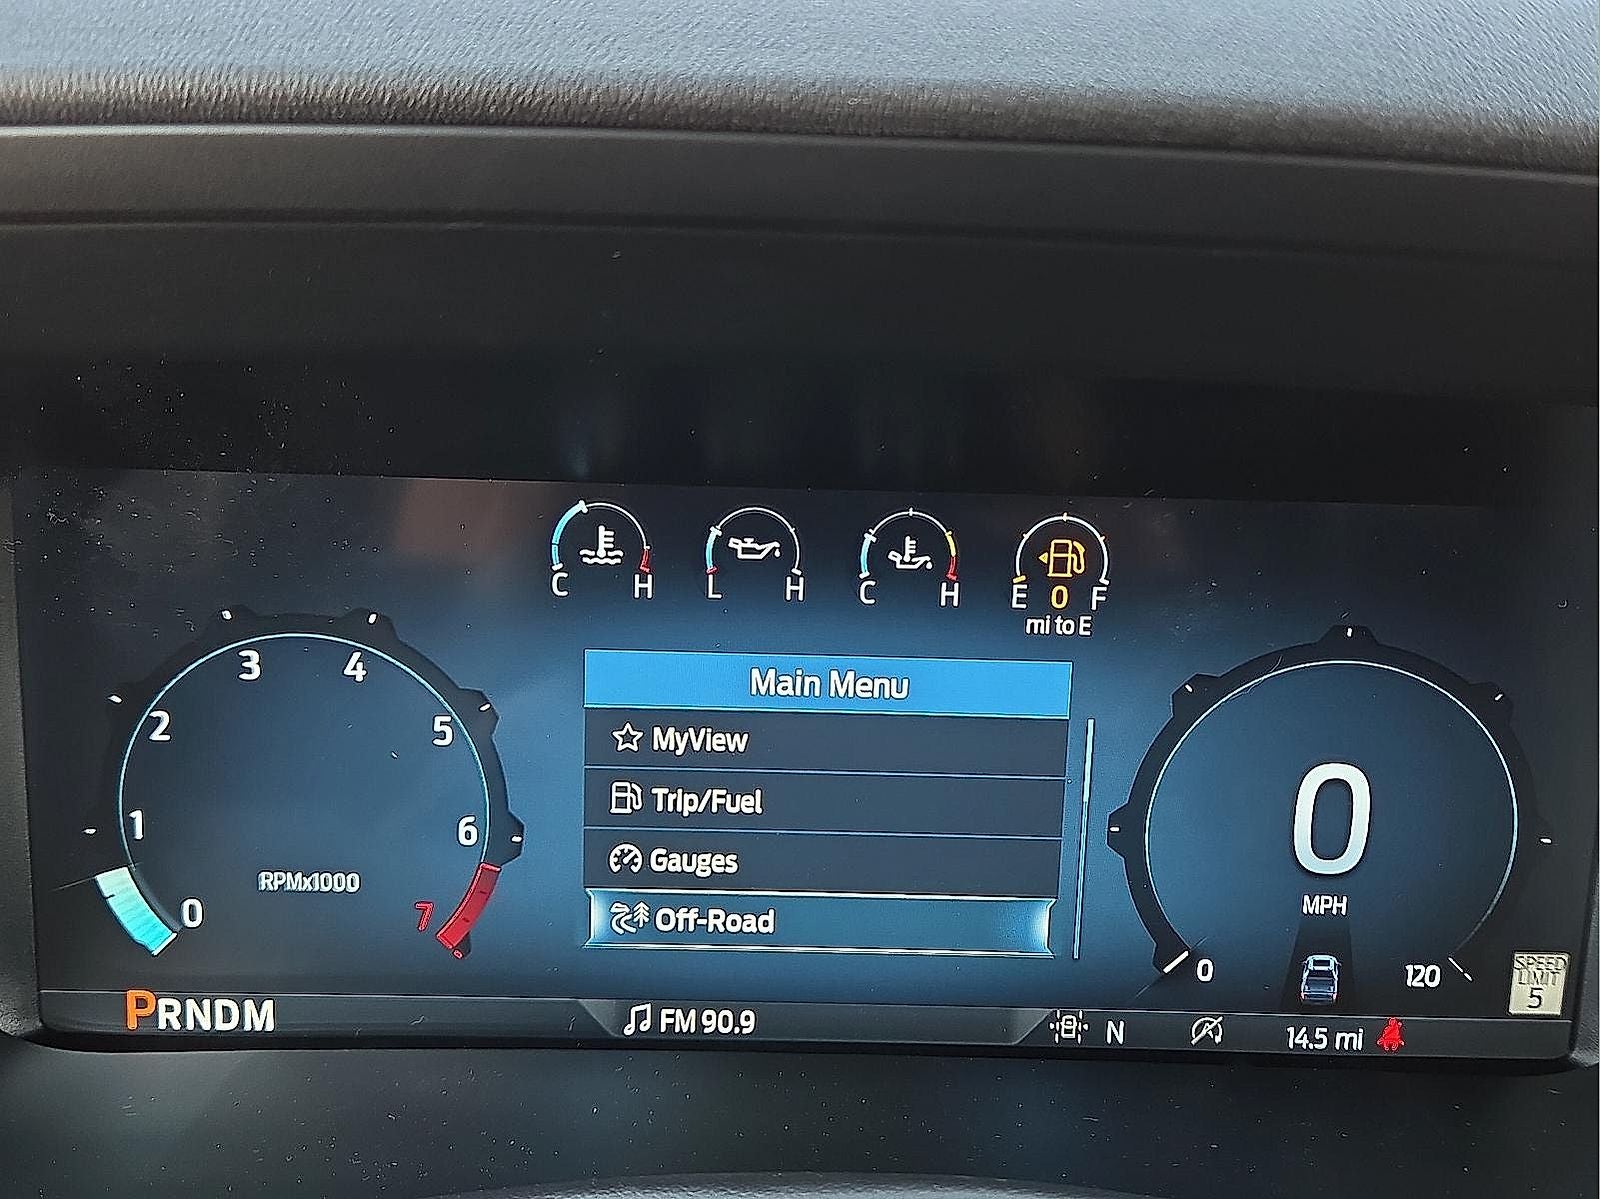 C H
L H
C H
E 0 F
mi to E
0 1 2 3 4 5 6 7
RPMx1000
Main Menu
MyView
Trip/Fuel
Gauges
Off-Road
0
MPH
0 120
SPEED
LIMIT
5
PRNDM
FM 90.9
N
14.5 mi